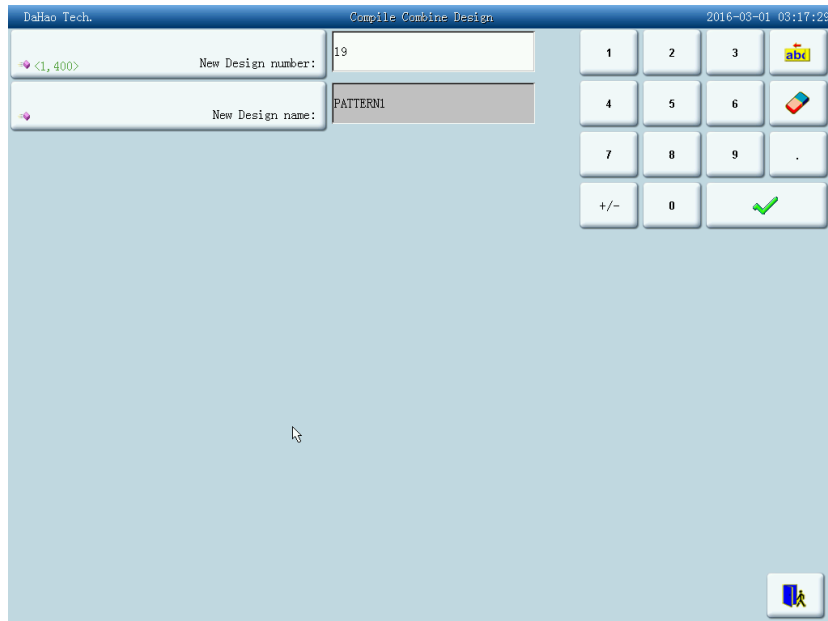 DaHao Tech. Compile Combine Design 2016-03-01 03:17:29
<1,400> New Design number: 19
New Design name: PATTERN1
1 2 3 abc
4 5 6
7 8 9 .
+/- 0